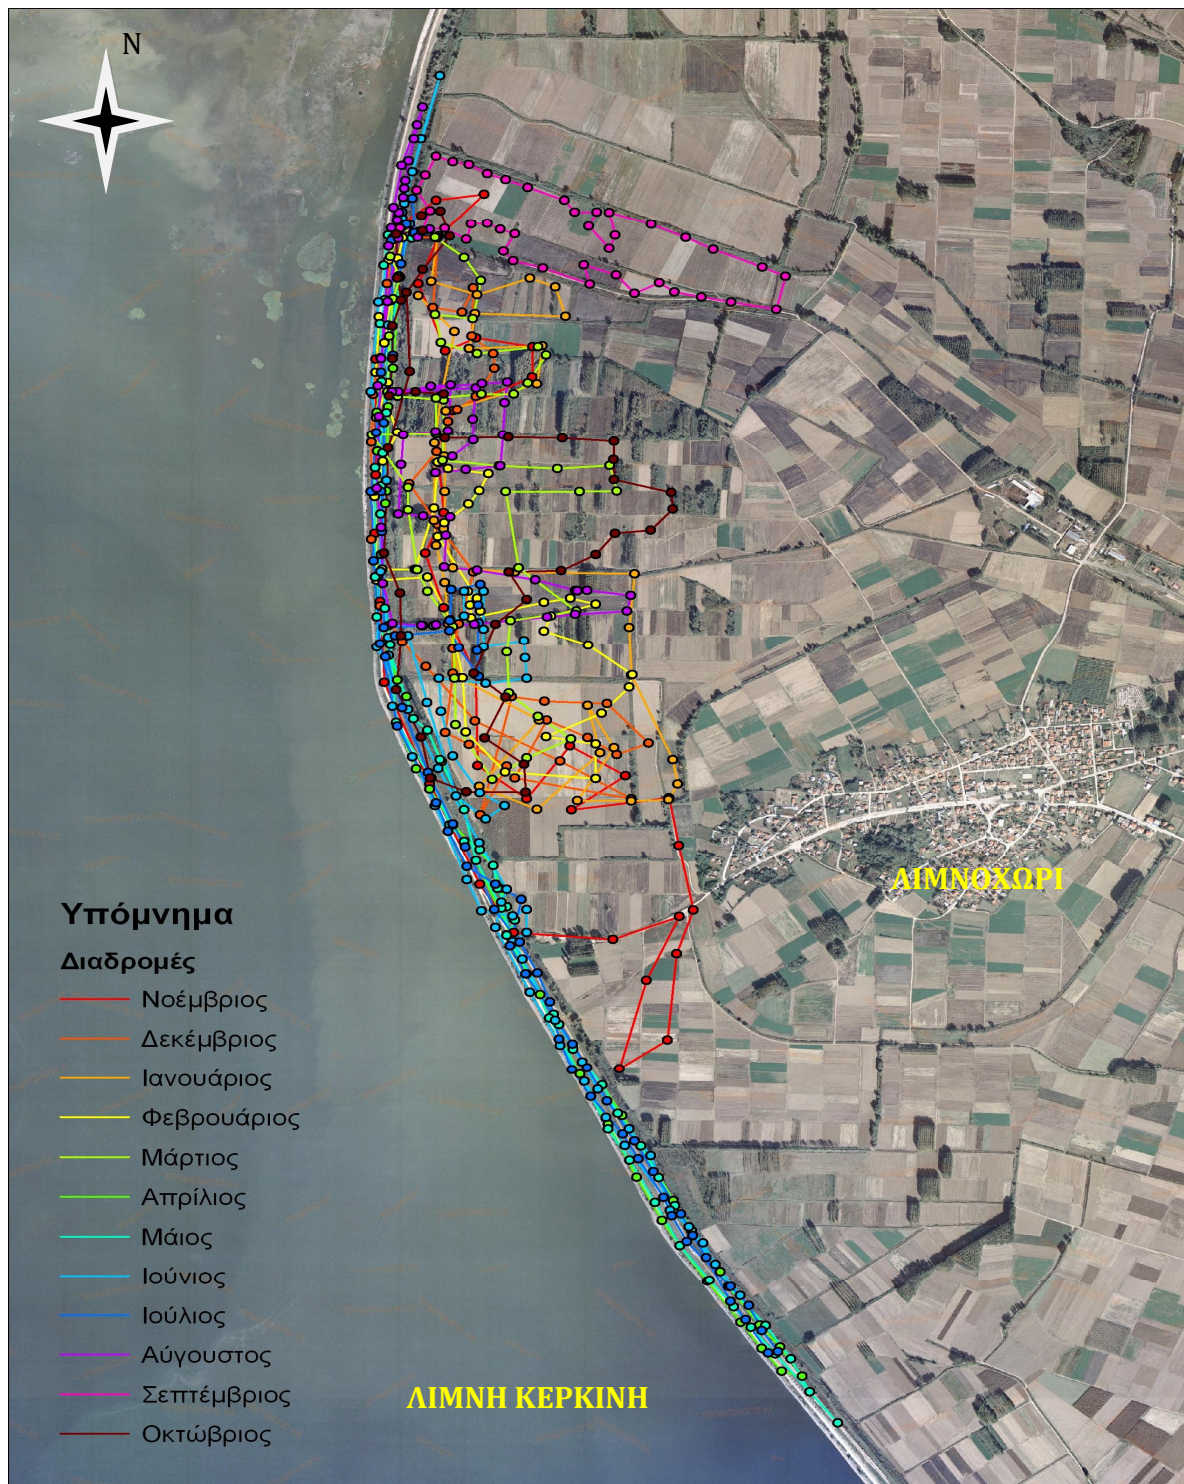 N
ΛΙΜΝΟΧΩΡΙ
Υπόμνημα
Διαδρομές
Νοέμβριος
Δεκέμβριος
Ιανουάριος
Φεβρουάριος
Μάρτιος
Απρίλιος
Μάιος
Ιούνιος
Ιούλιος
Αύγουστος
Σεπτέμβριος
Οκτώβριος
ΛΙΜΝΗ ΚΕΡΚΙΝΗ